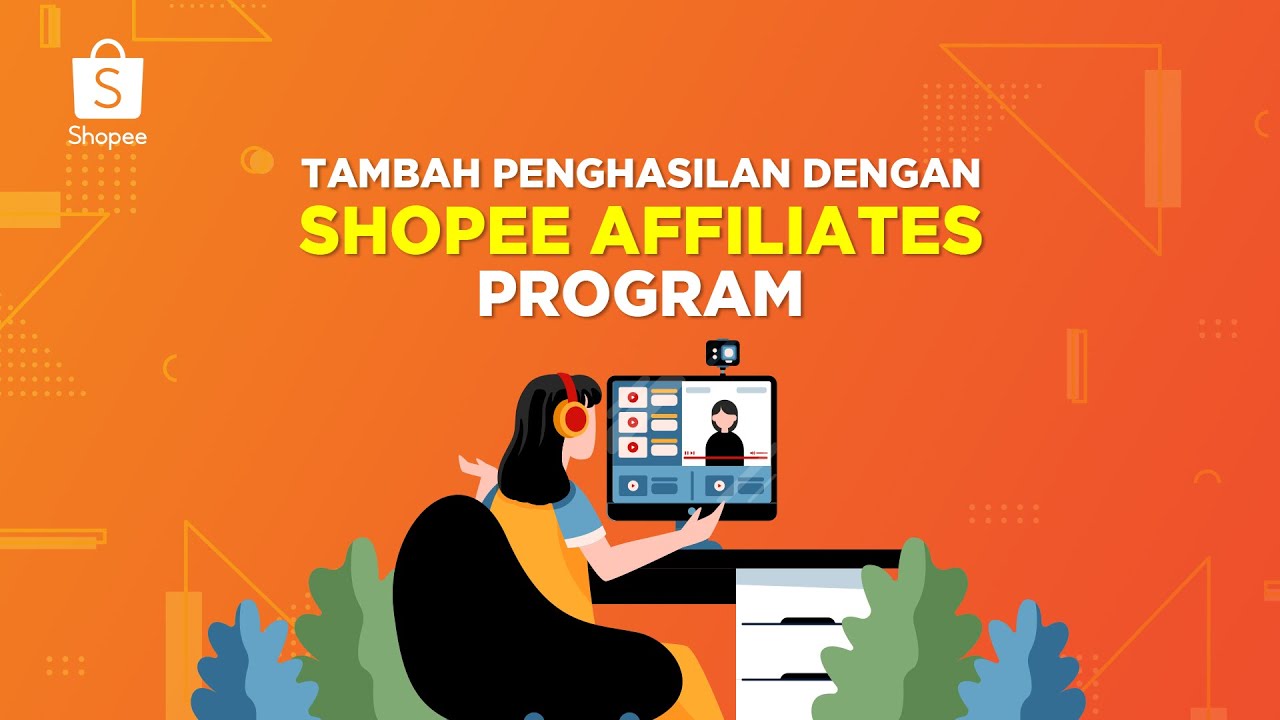 S
Shopee
TAMBAH PENGHASILAN DENGAN
SHOPEE AFFILIATES
PROGRAM